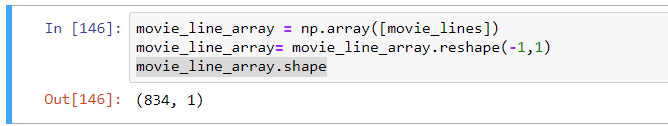 In [146]: movie_line_array = np.array([movie_lines])
movie_line_array= movie_line_array.reshape(-1,1)
movie_line_array.shape
Out[146]: (834, 1)